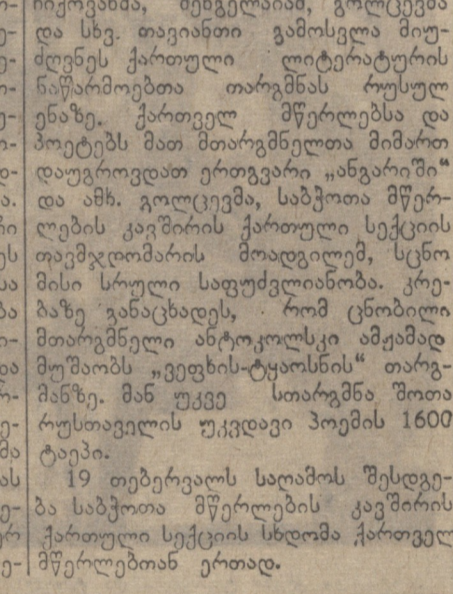 და სხვ. თავიანთი გამოსვლა მიუ-
ძღვნეს ქართული ლიტერატურის
ნაწარმოებთა თარგმნას რუსულ
ენაზე. ქართველ მწერლებსა და
პოეტებს მათ მთარგმნელთა მიმართ
დაუგროვდათ ერთგვარი „ანგარიში“
და ამხ. გოლცევმა, საბჭოთა მწერ-
ლების კავშირის ქართული სექციის
თავმჯდომარის მოადგილემ, სცნო
მისი სრული საფუძვლიანობა. კრე-
ბაზე განაცხადეს, რომ ცნობილი
მთარგმნელი ანტოკოლსკი ამჟამად
მუშაობს „ვეფხის-ტყაოსნის“ თარგ-
მანზე. მან უკვე სთარგმნა შოთა
რუსთაველის უკვდავი პოემის 1600
ტაეპი.
19 თებერვალს საღამოს შესდგე-
ბა საბჭოთა მწერლების კავშირის
ქართული სექციის სხდომა ქართველ
მწერლებთან ერთად.